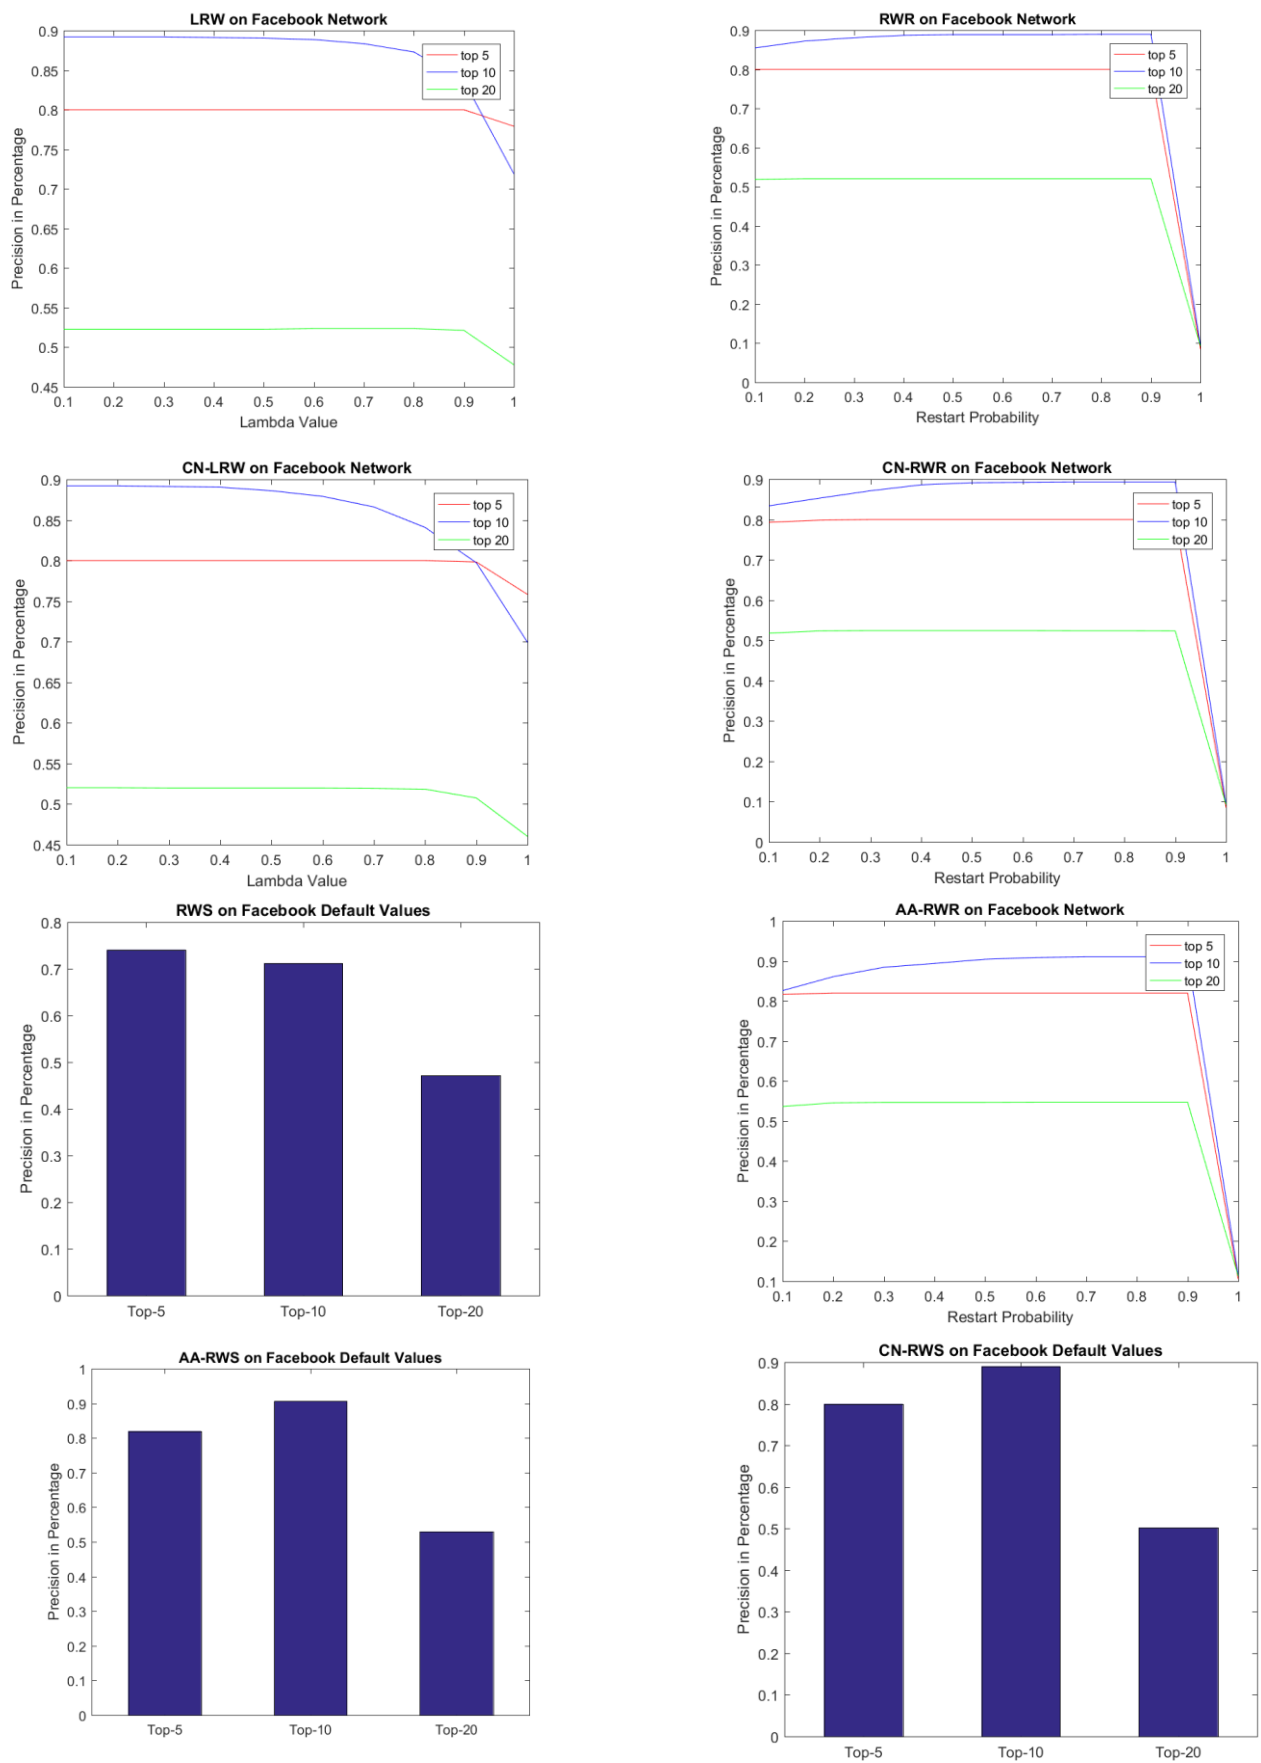 LRW on Facebook Network
0.9
0.85
0.8
0.75
0.7
0.65
0.6
0.55
0.5
0.45
Precision in Percentage
top 5
top 10
top 20
0.1 0.2 0.3 0.4 0.5 0.6 0.7 0.8 0.9 1
Lambda Value
RWR on Facebook Network
0.9
0.8
0.7
0.6
0.5
0.4
0.3
0.2
0.1
0
Precision in Percentage
top 5
top 10
top 20
0.1 0.2 0.3 0.4 0.5 0.6 0.7 0.8 0.9 1
Restart Probability
CN-LRW on Facebook Network
0.9
0.85
0.8
0.75
0.7
0.65
0.6
0.55
0.5
0.45
Precision in Percentage
top 5
top 10
top 20
0.1 0.2 0.3 0.4 0.5 0.6 0.7 0.8 0.9 1
Lambda Value
CN-RWR on Facebook Network
0.9
0.8
0.7
0.6
0.5
0.4
0.3
0.2
0.1
0
Precision in Percentage
top 5
top 10
top 20
0.1 0.2 0.3 0.4 0.5 0.6 0.7 0.8 0.9 1
Restart Probability
RWS on Facebook Default Values
0.8
0.7
0.6
0.5
0.4
0.3
0.2
0.1
0
Precision in Percentage
Top-5 Top-10 Top-20
AA-RWR on Facebook Network
1
0.9
0.8
0.7
0.6
0.5
0.4
0.3
0.2
0.1
Precision in Percentage
top 5
top 10
top 20
0.1 0.2 0.3 0.4 0.5 0.6 0.7 0.8 0.9 1
Restart Probability
AA-RWS on Facebook Default Values
1
0.9
0.8
0.7
0.6
0.5
0.4
0.3
0.2
0.1
0
Precision in Percentage
Top-5 Top-10 Top-20
CN-RWS on Facebook Default Values
0.9
0.8
0.7
0.6
0.5
0.4
0.3
0.2
0.1
0
Precision in Percentage
Top-5 Top-10 Top-20